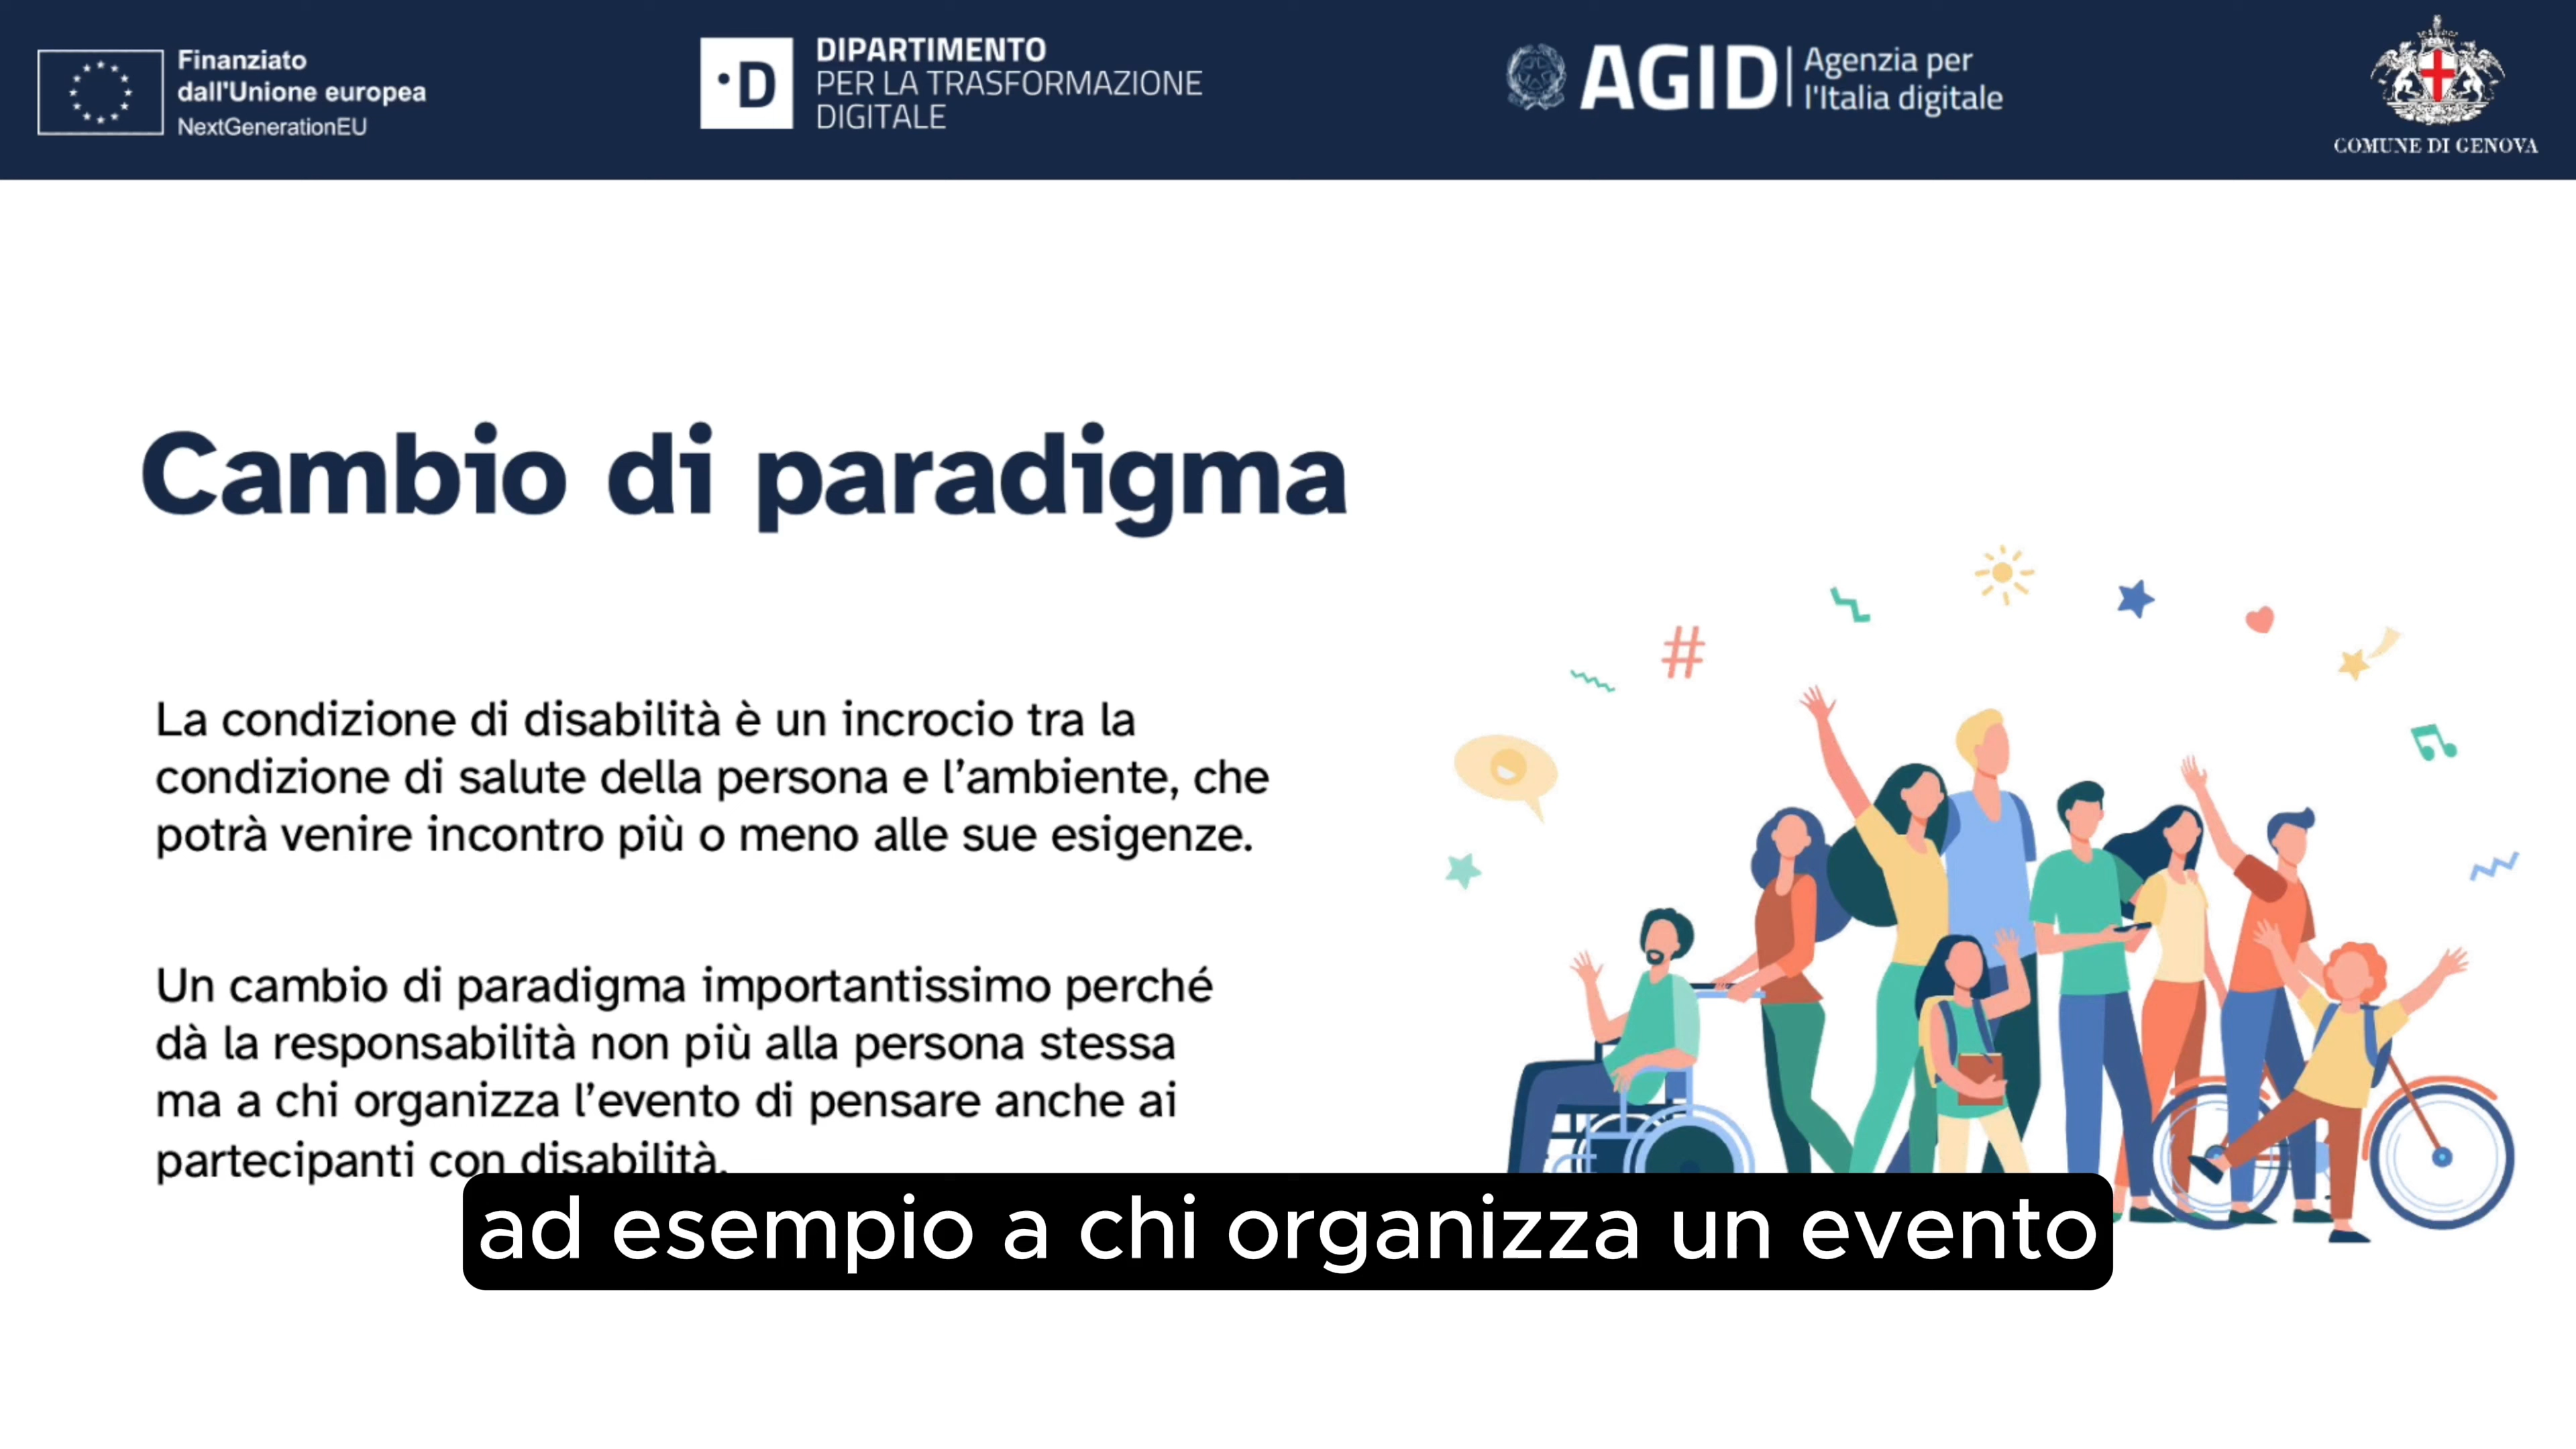 Finanziato
dall'Unione europea
NextGenerationEU
·D
DIPARTIMENTO
PER LA TRASFORMAZIONE
DIGITALE
AGID
Agenzia per
l'Italia digitale
COMUNE DI GENOVA
Cambio di paradigma
La condizione di disabilità è un incrocio tra la
condizione di salute della persona e l’ambiente, che
potrà venire incontro più o meno alle sue esigenze.
Un cambio di paradigma importantissimo perché
dà la responsabilità non più alla persona stessa
ma a chi organizza l’evento di pensare anche ai
partecipanti con disabilità.
#
ad esempio a chi organizza un evento